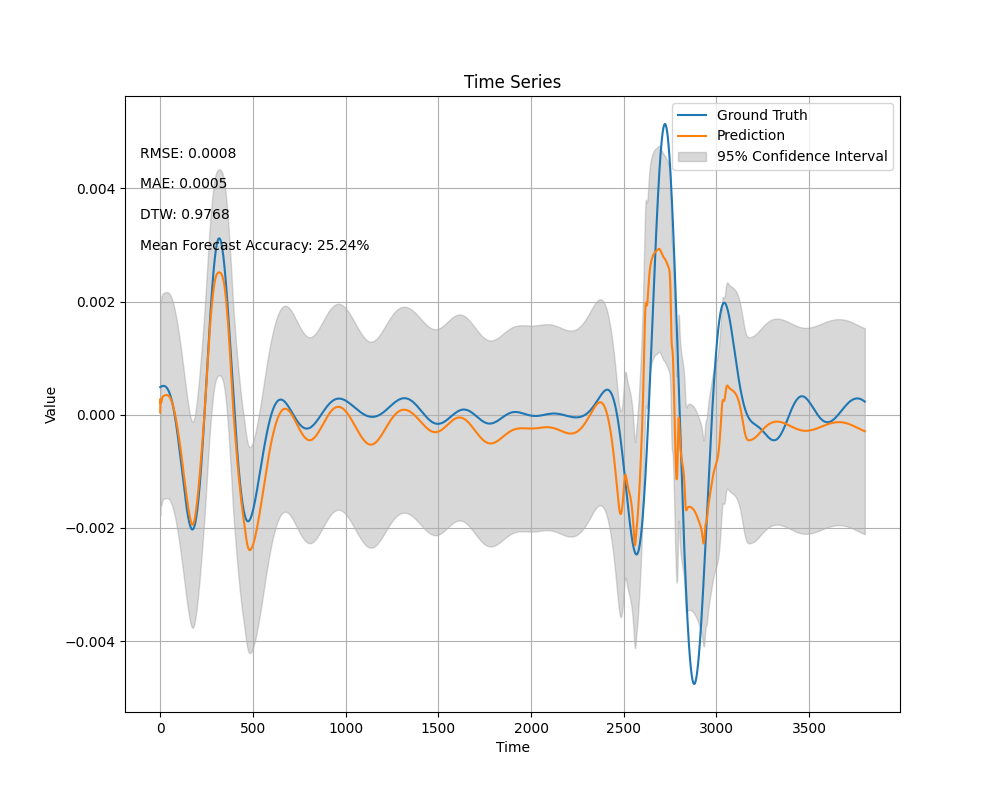 Time Series
Ground Truth
Prediction
95% Confidence Interval
RMSE: 0.0008
MAE: 0.0005
DTW: 0.9768
Mean Forecast Accuracy: 25.24%
0.004
0.002
0.000
−0.002
−0.004
Value
0 500 1000 1500 2000 2500 3000 3500
Time